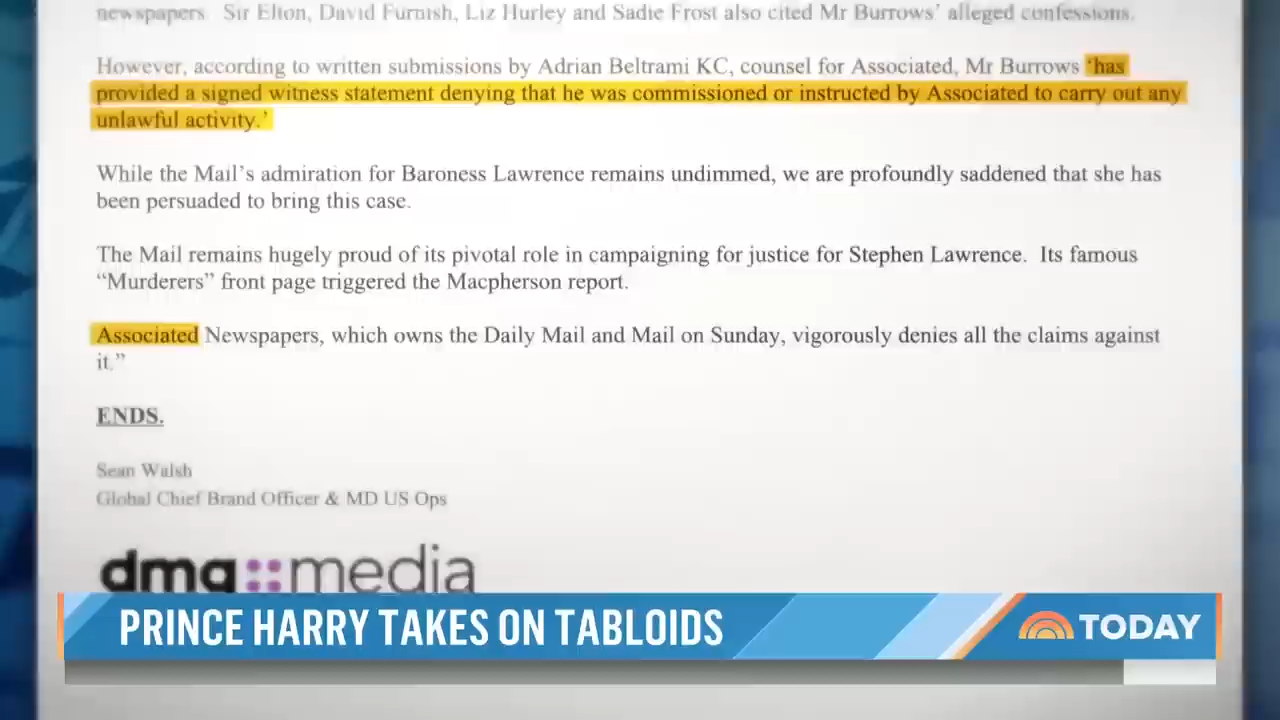 newspapers. Sir Elton, David Furnish, Liz Hurley and Sadie Frost also cited Mr Burrows’ alleged confessions.
However, according to written submissions by Adrian Beltrami KC, counsel for Associated, Mr Burrows ‘has
provided a signed witness statement denying that he was commissioned or instructed by Associated to carry out any
unlawful activity.’
While the Mail’s admiration for Baroness Lawrence remains undimmed, we are profoundly saddened that she has
been persuaded to bring this case.
The Mail remains hugely proud of its pivotal role in campaigning for justice for Stephen Lawrence. Its famous
“Murderers” front page triggered the Macpherson report.
Associated Newspapers, which owns the Daily Mail and Mail on Sunday, vigorously denies all the claims against
it.”
ENDS.
Sean Walsh
Global Chief Brand Officer & MD US Ops
dmg::media
PRINCE HARRY TAKES ON TABLOIDS
TODAY